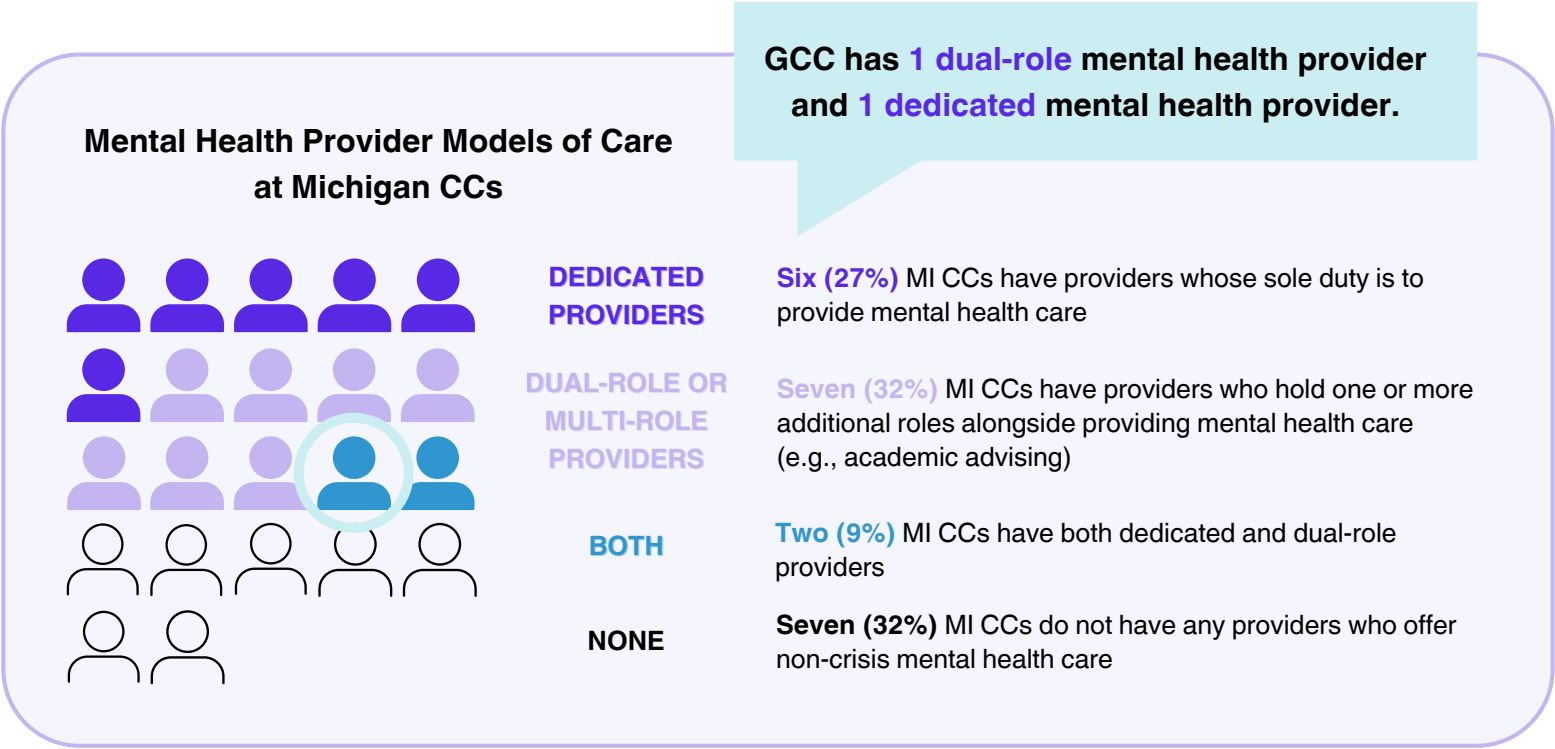 GCC has 1 dual-role mental health provider
and 1 dedicated mental health provider.
Mental Health Provider Models of Care
at Michigan CCs
DEDICATED
PROVIDERS
Six (27%) MI CCs have providers whose sole duty is to
provide mental health care
DUAL-ROLE OR
MULTI-ROLE
PROVIDERS
Seven (32%) MI CCs have providers who hold one or more
additional roles alongside providing mental health care
(e.g., academic advising)
BOTH
Two (9%) MI CCs have both dedicated and dual-role
providers
NONE
Seven (32%) MI CCs do not have any providers who offer
non-crisis mental health care